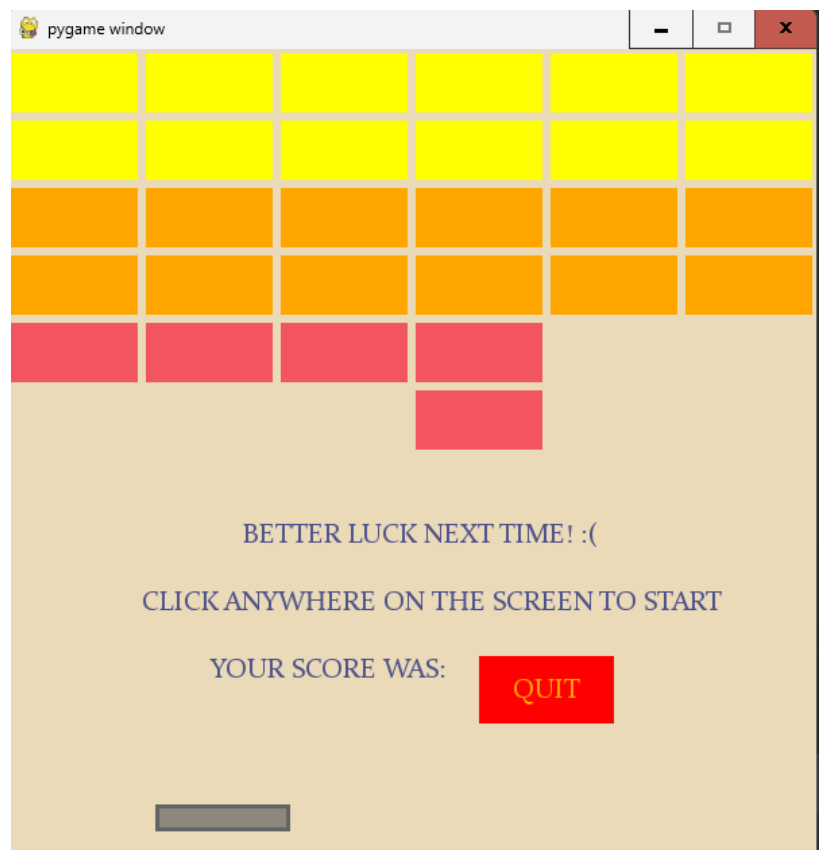 pygame window
BETTER LUCK NEXT TIME! :(
CLICK ANYWHERE ON THE SCREEN TO START
YOUR SCORE WAS:
QUIT